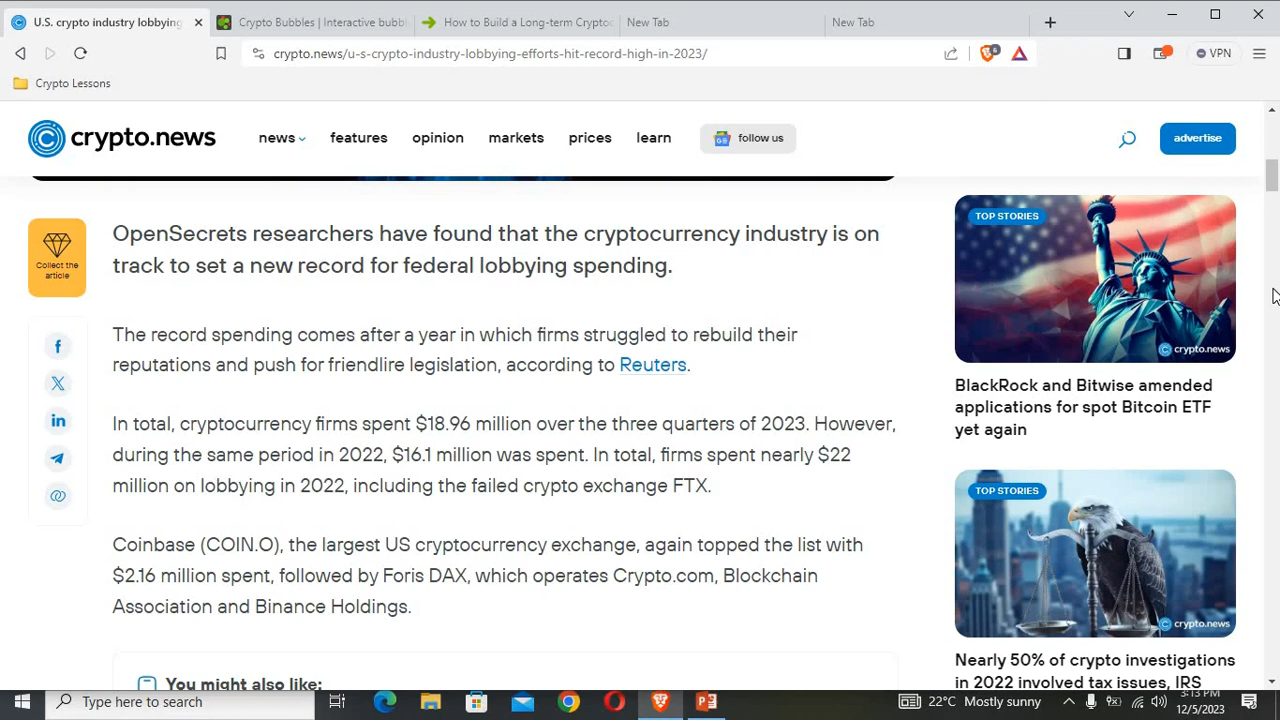 U.S. crypto industry lobbying
Crypto Bubbles | Interactive bubb
How to Build a Long-term Cryptoc
New Tab
New Tab
crypto.news/u-s-crypto-industry-lobbying-efforts-hit-record-high-in-2023/
6
VPN
Crypto Lessons
crypto.news
news
features
opinion
markets
prices
learn
follow us
advertise
Collect the
article
OpenSecrets researchers have found that the cryptocurrency industry is on
track to set a new record for federal lobbying spending.
The record spending comes after a year in which firms struggled to rebuild their
reputations and push for friendlire legislation, according to Reuters.
In total, cryptocurrency firms spent $18.96 million over the three quarters of 2023. However,
during the same period in 2022, $16.1 million was spent. In total, firms spent nearly $22
million on lobbying in 2022, including the failed crypto exchange FTX.
Coinbase (COIN.O), the largest US cryptocurrency exchange, again topped the list with
$2.16 million spent, followed by Foris DAX, which operates Crypto.com, Blockchain
Association and Binance Holdings.
You might also like:
TOP STORIES
crypto.news
BlackRock and Bitwise amended
applications for spot Bitcoin ETF
yet again
TOP STORIES
crypto.news
Nearly 50% of crypto investigations
in 2022 involved tax issues, IRS
Type here to search
22°C Mostly sunny
3:13 PM
12/5/2023